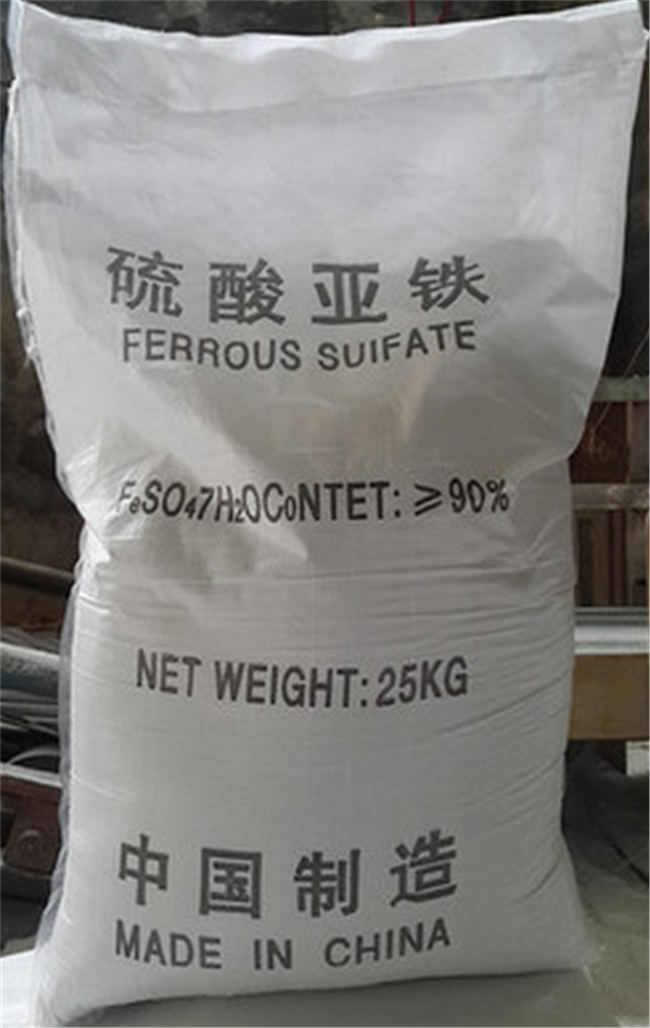 硫酸亚铁
FERROUS SUIFATE
FeSO47H2OCoNTET: ≥90%
NET WEIGHT: 25KG
中国制造
MADE IN CHINA